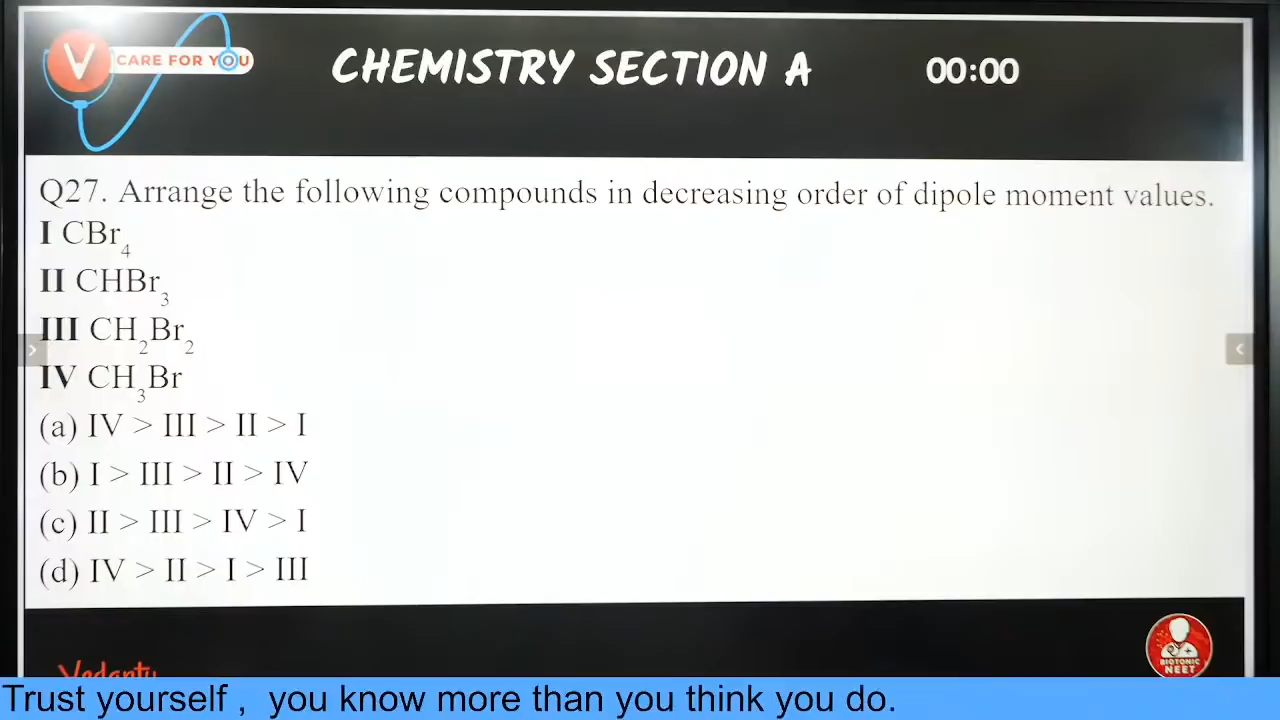 V CARE FOR YOU
CHEMISTRY SECTION A
00:00
Q27. Arrange the following compounds in decreasing order of dipole moment values.
I CBr₄
II CHBr₃
III CH₂Br₂
IV CH₃Br
(a) IV > III > II > I
(b) I > III > II > IV
(c) II > III > IV > I
(d) IV > II > I > III
BIOTONIC
NEET
Trust yourself , you know more than you think you do.